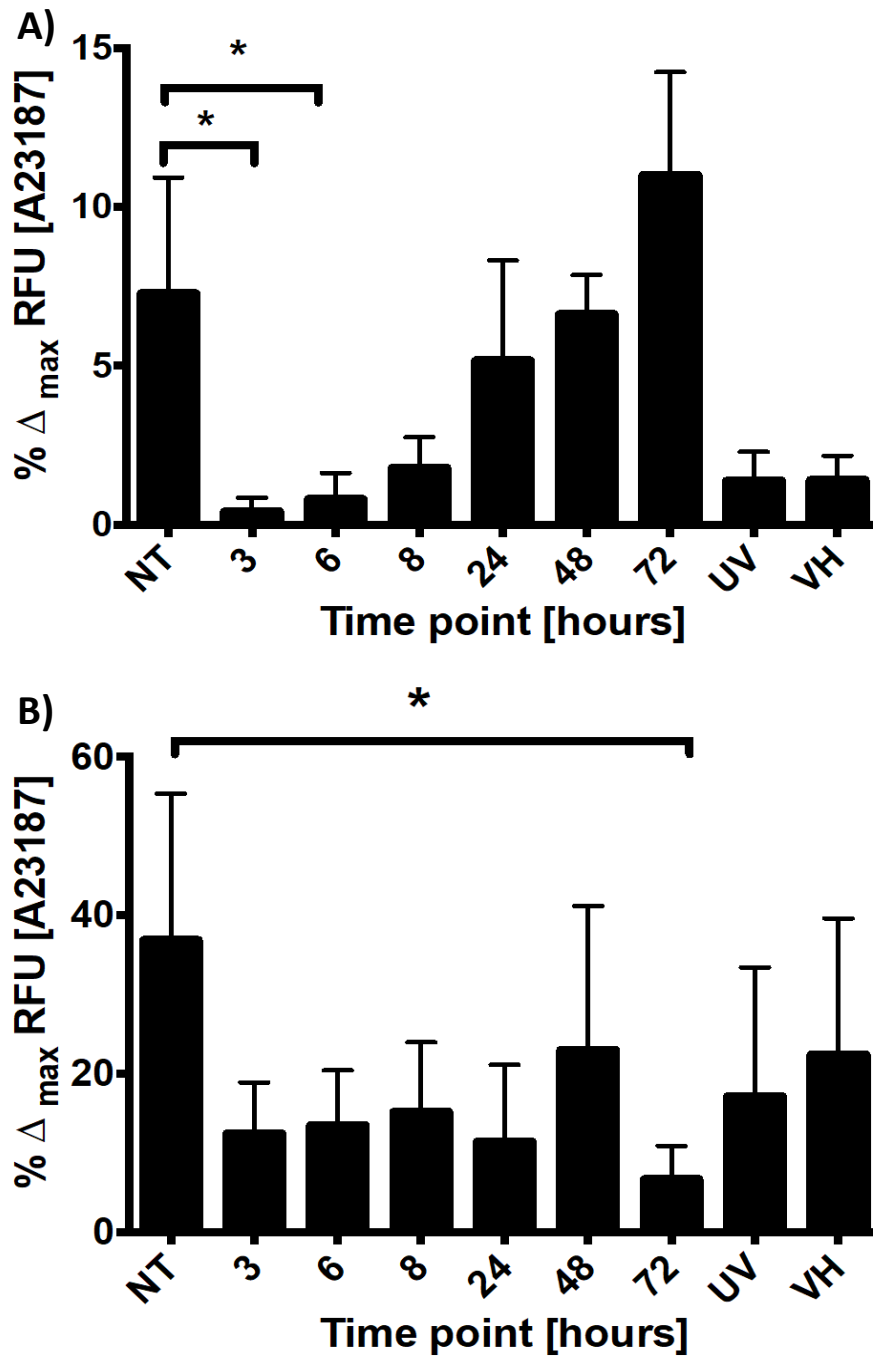 A)
% Δ max RFU [A23187]
15
10
5
0
*
*
NT 3 6 8 24 48 72 UV VH
Time point [hours]
B)
% Δ max RFU [A23187]
60
40
20
0
*
NT 3 6 8 24 48 72 UV VH
Time point [hours]